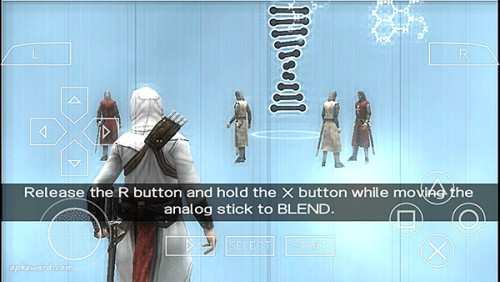 L
R
Release the R button and hold the X button while moving the
analog stick to BLEND.
SELECT
START
apkaward.com